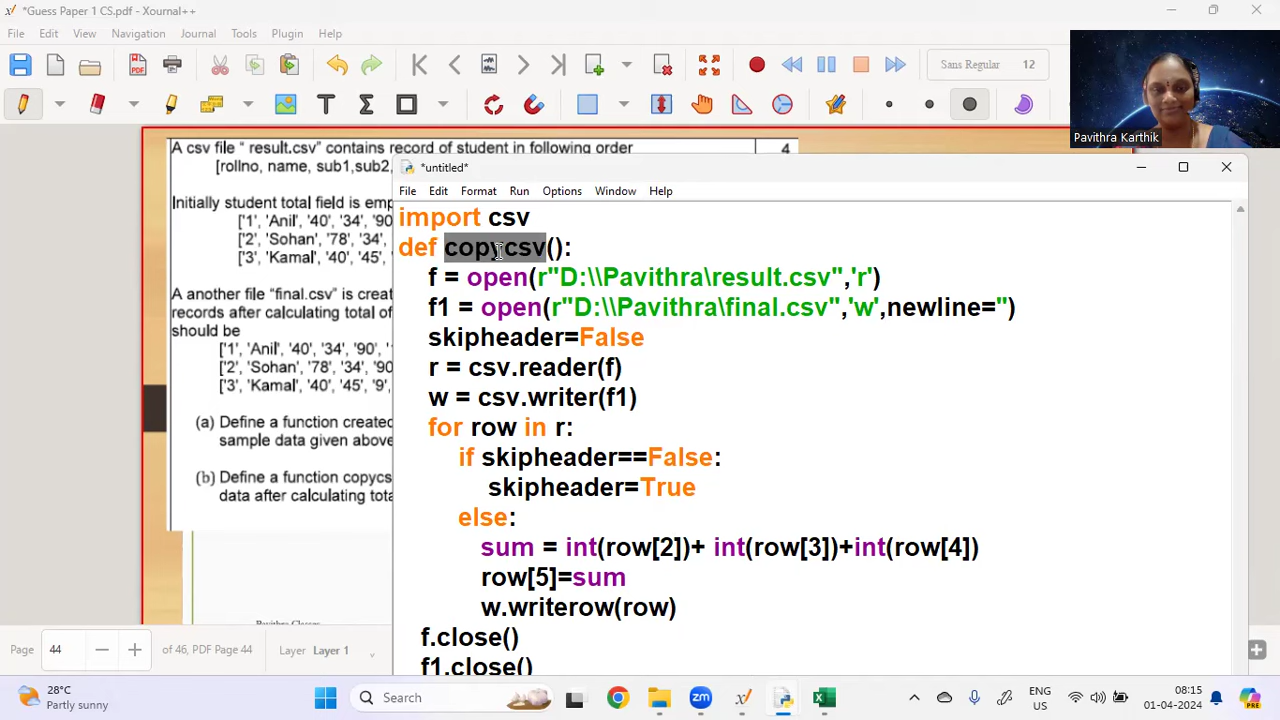 *Guess Paper 1 CS.pdf - Xournal++
File Edit View Navigation Journal Tools Plugin Help
Sans Regular 12
Pavithra Karthik
A csv file “ result.csv” contains record of student in following order 4
[rollno, name, sub1,sub2,
Initially student total field is emp
['1', 'Anil', '40', '34', '90
['2', 'Sohan', '78', '34',
['3', 'Kamal', '40', '45',
A another file “final.csv” is creat
records after calculating total of
should be
['1', 'Anil', '40', '34', '90',
['2', 'Sohan', '78', '34', '90
['3', 'Kamal', '40', '45', '9',
(a) Define a function created
sample data given above
(b) Define a function copycs
data after calculating tota
Pavithra Classes
*untitled*
File Edit Format Run Options Window Help
import csv
def copycsv():
f = open(r"D:\\Pavithra\result.csv",'r')
f1 = open(r"D:\\Pavithra\final.csv",'w',newline='')
skipheader=False
r = csv.reader(f)
w = csv.writer(f1)
for row in r:
if skipheader==False:
skipheader=True
else:
sum = int(row[2])+ int(row[3])+int(row[4])
row[5]=sum
w.writerow(row)
f.close()
f1.close()
Page 44 of 46, PDF Page 44 Layer Layer 1
28°C
Partly sunny
Search
ENG
US
08:15
01-04-2024
PRE